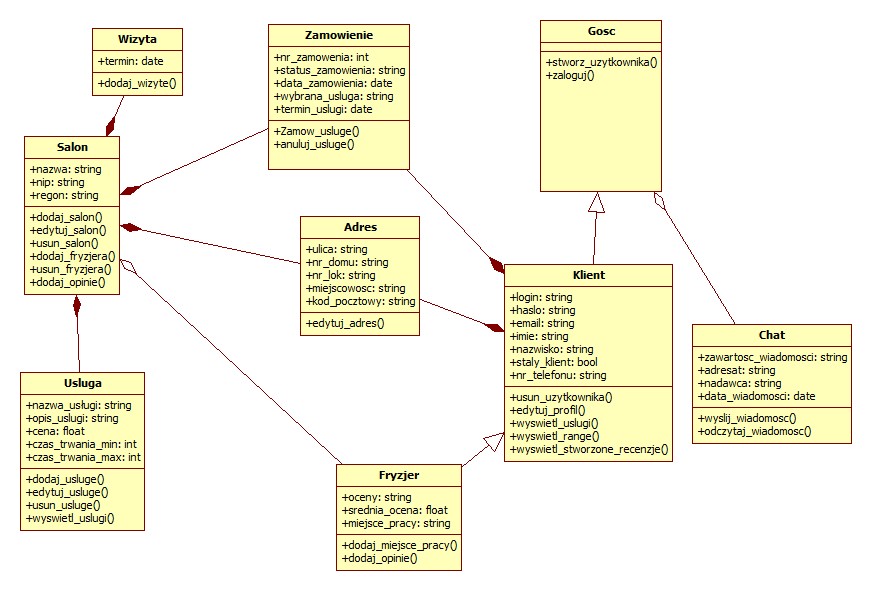 Wizyta
+termin: date
+dodaj_wizyte()
Zamowienie
+nr_zamowenia: int
+status_zamowienia: string
+data_zamowienia: date
+wybrana_usluga: string
+termin_uslugi: date
+Zamow_usluge()
+anuluj_usluge()
Gosc
+stworz_uzytkownika()
+zaloguj()
Salon
+nazwa: string
+nip: string
+regon: string
+dodaj_salon()
+edytuj_salon()
+usun_salon()
+dodaj_fryzjera()
+usun_fryzjera()
+dodaj_opinie()
Adres
+ulica: string
+nr_domu: string
+nr_lok: string
+miejscowosc: string
+kod_pocztowy: string
+edytuj_adres()
Klient
+login: string
+haslo: string
+email: string
+imie: string
+nazwisko: string
+staly_klient: bool
+nr_telefonu: string
+usun_uzytkownika()
+edytuj_profil()
+wyswietl_uslugi()
+wyswietl_range()
+wyswietl_stworzone_recenzje()
Chat
+zawartosc_wiadomosci: string
+adresat: string
+nadawca: string
+data_wiadomosci: date
+wyslij_wiadomosc()
+odczytaj_wiadomosc()
Usluga
+nazwa_usługi: string
+opis_uslugi: string
+cena: float
+czas_trwania_min: int
+czas_trwania_max: int
+dodaj_usluge()
+edytuj_usluge()
+usun_usluge()
+wyswietl_uslugi()
Fryzjer
+oceny: string
+srednia_ocena: float
+miejsce_pracy: string
+dodaj_miejsce_pracy()
+dodaj_opinie()